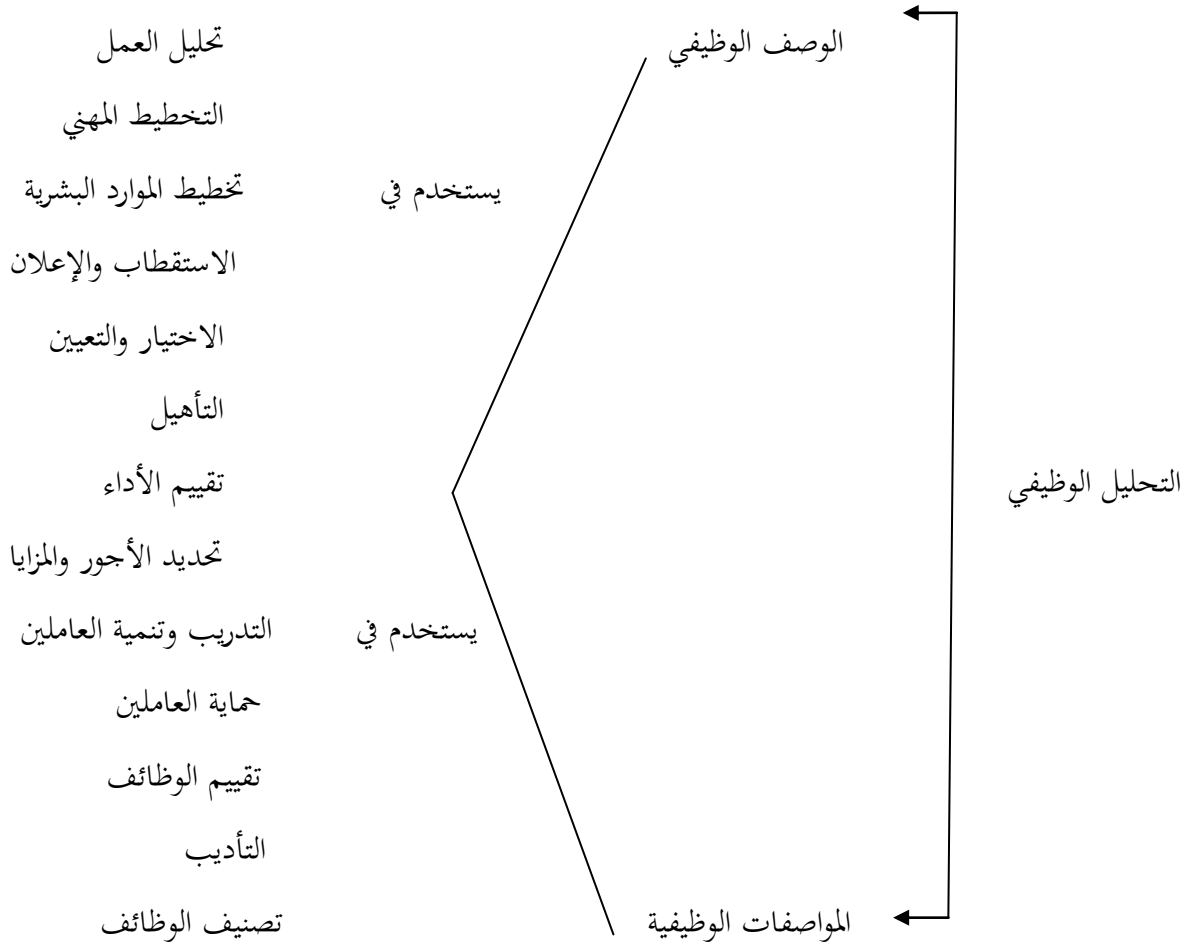 الوصف الوظيفي
تحليل العمل
التخطيط المهني
يستخدم في
تخطيط الموارد البشرية
الاستقطاب والإعلان
الاختيار والتعيين
التأهيل
التحليل الوظيفي
تقييم الأداء
تحديد الأجور والمزايا
يستخدم في
التدريب وتنمية العاملين
حماية العاملين
تقييم الوظائف
التأديب
المواصفات الوظيفية
تصنيف الوظائف